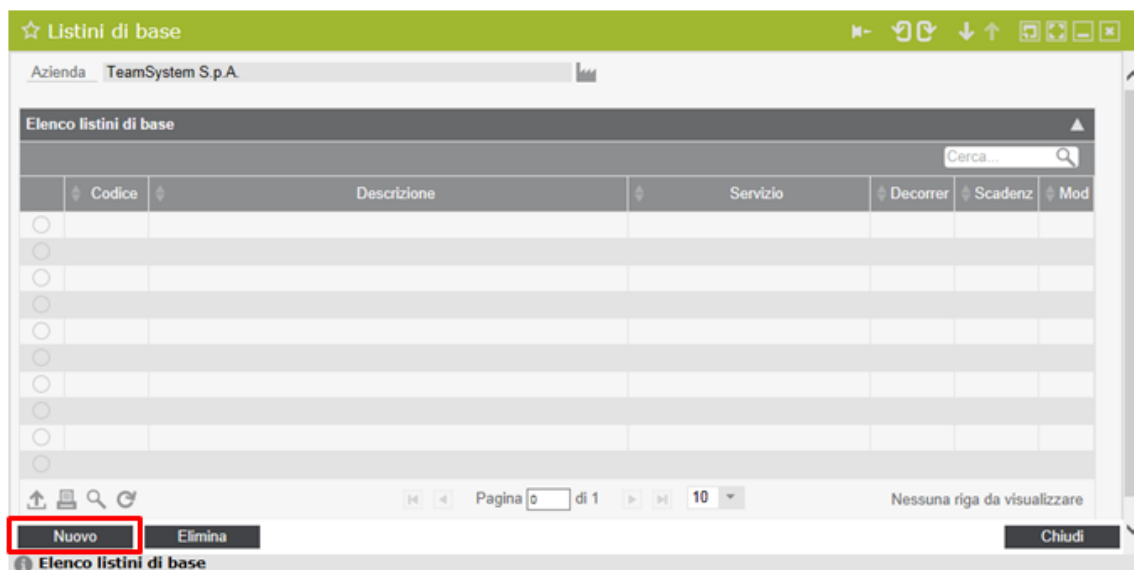 Listini di base
Azienda TeamSystem S.p.A.
Elenco listini di base
Cerca...
Codice Descrizione Servizio Decorrer Scadenz Mod
Pagina 0 di 1 10 Nessuna riga da visualizzare
Nuovo Elimina Chiudi
Elenco listini di base